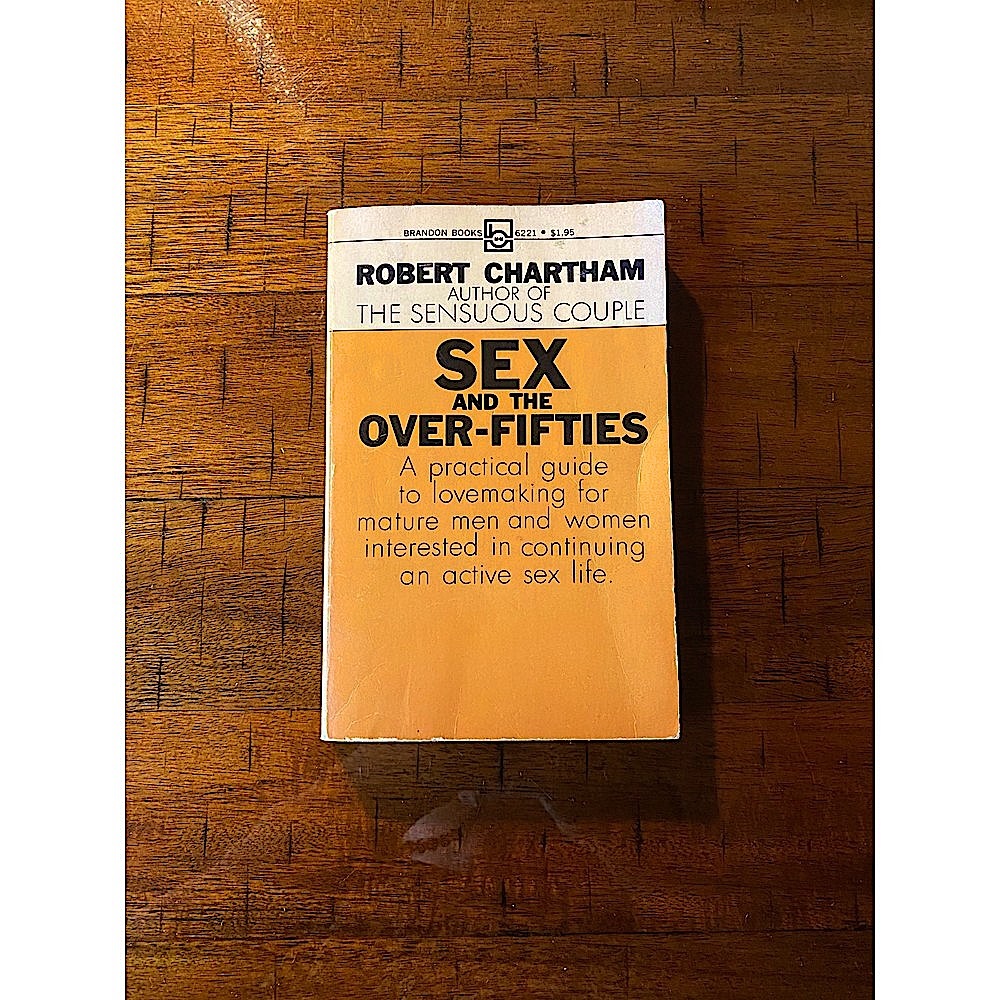 BRANDON BOOKS 6221 • $1.95
ROBERT CHARTHAM
AUTHOR OF
THE SENSUOUS COUPLE
SEX
AND THE
OVER-FIFTIES
A practical guide
to lovemaking for
mature men and women
interested in continuing
an active sex life.